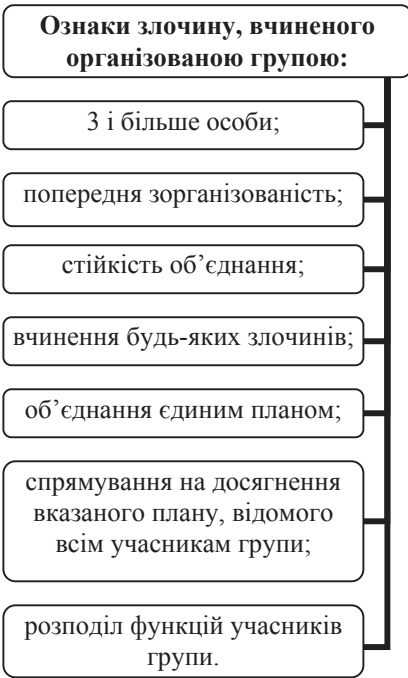 Ознаки злочину, вчиненого
організованою групою:
3 і більше особи;
попередня зорганізованість;
стійкість об’єднання;
вчинення будь-яких злочинів;
об’єднання єдиним планом;
спрямування на досягнення
вказаного плану, відомого
всім учасникам групи;
розподіл функцій учасників
групи.